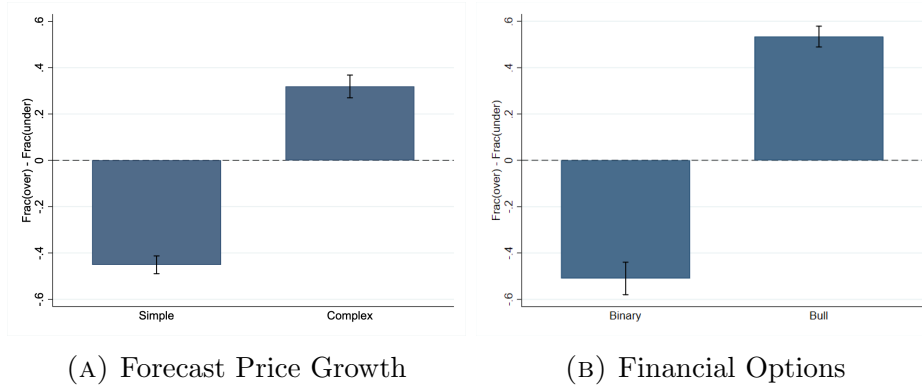 Frac(over) - Frac(under)
.6
.4
.2
0
-.2
-.4
-.6
Simple
Complex
(A) Forecast Price Growth
Frac(over) - Frac(under)
.6
.4
.2
0
-.2
-.4
-.6
Binary
Bull
(B) Financial Options